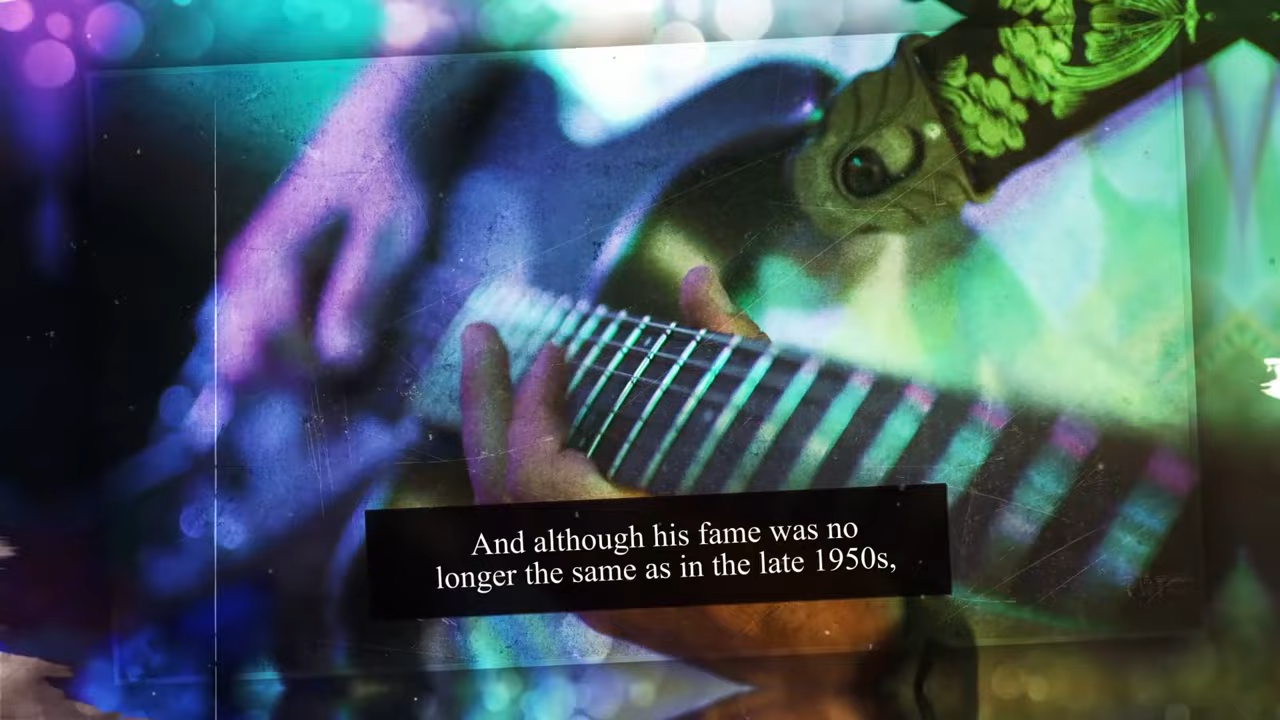 And although his fame was no
longer the same as in the late 1950s,